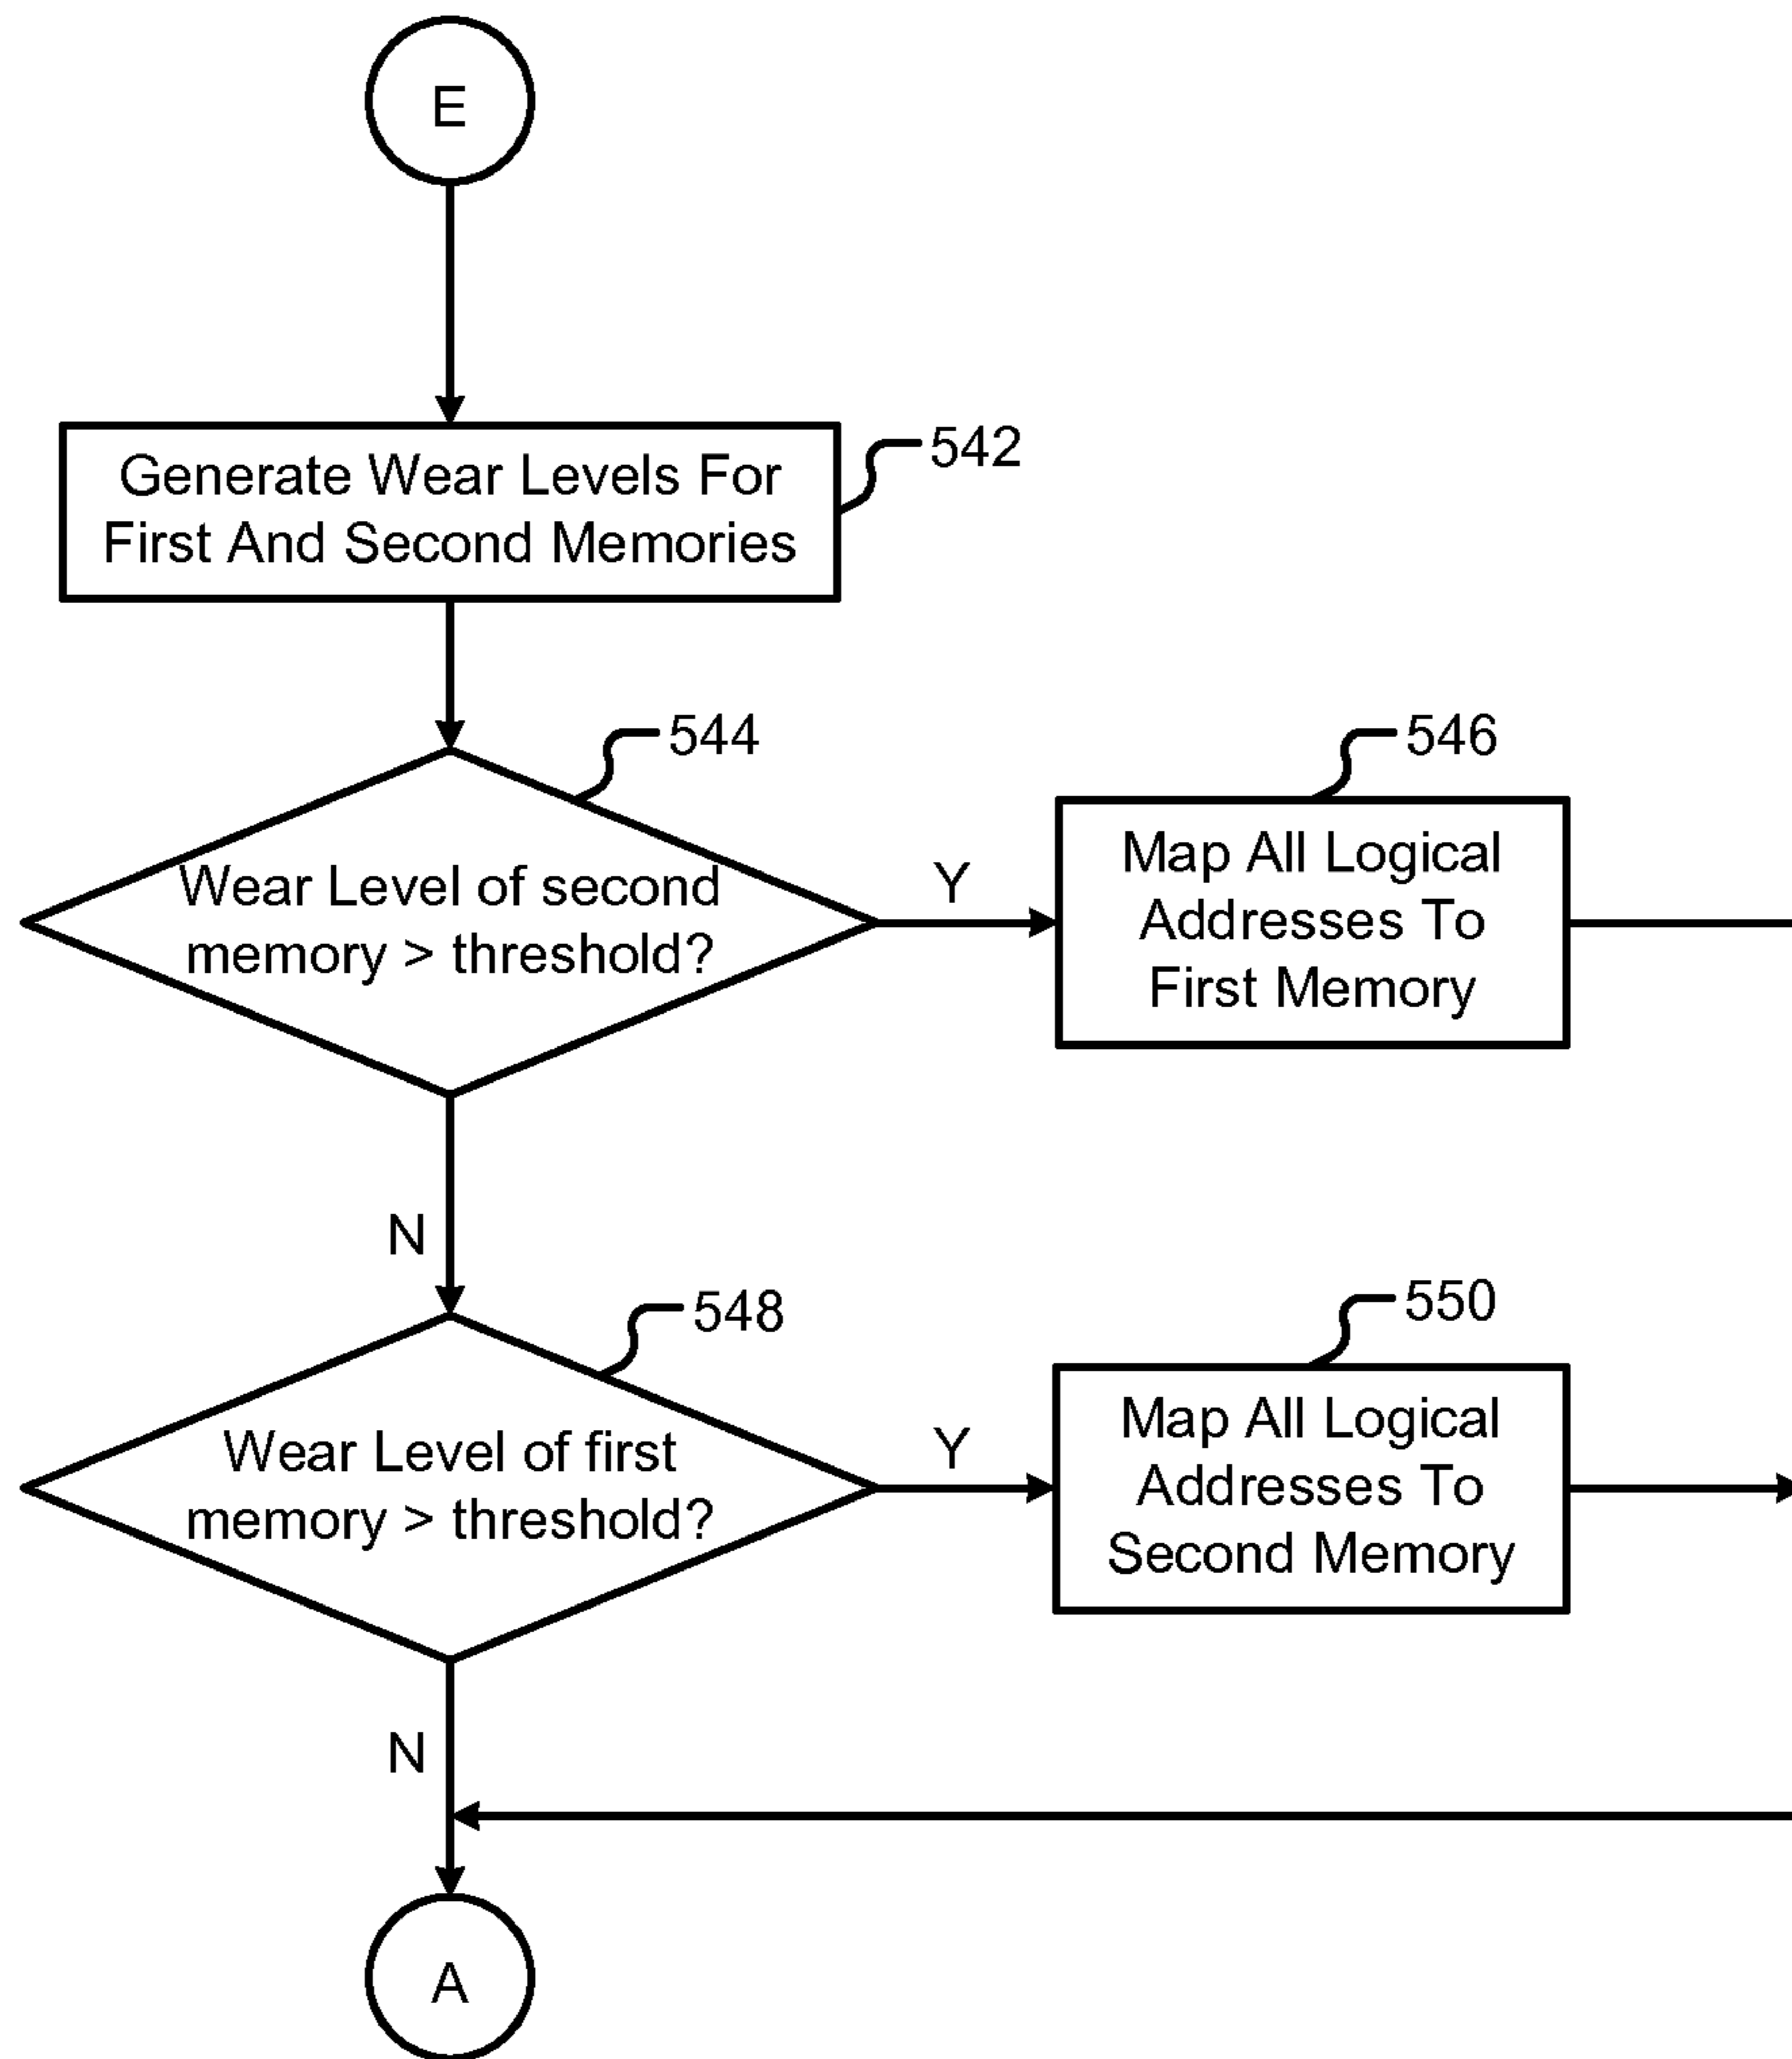 E
Generate Wear Levels For
First And Second Memories
542
544
Wear Level of second
memory > threshold?
Y
546
Map All Logical
Addresses To
First Memory
N
548
Wear Level of first
memory > threshold?
Y
550
Map All Logical
Addresses To
Second Memory
N
A